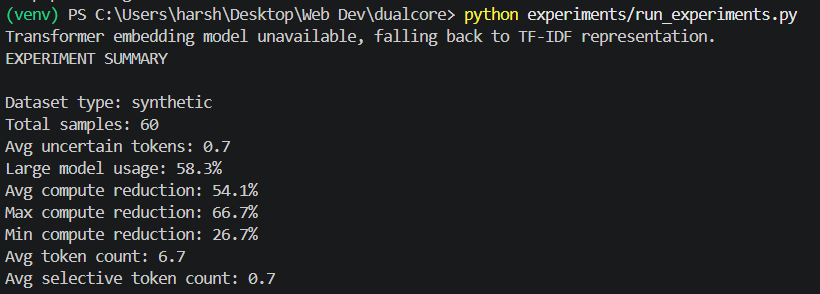 (venv) PS C:\Users\harsh\Desktop\Web Dev\dualcore> python experiments/run_experiments.py
Transformer embedding model unavailable, falling back to TF-IDF representation.
EXPERIMENT SUMMARY
Dataset type: synthetic
Total samples: 60
Avg uncertain tokens: 0.7
Large model usage: 58.3%
Avg compute reduction: 54.1%
Max compute reduction: 66.7%
Min compute reduction: 26.7%
Avg token count: 6.7
Avg selective token count: 0.7